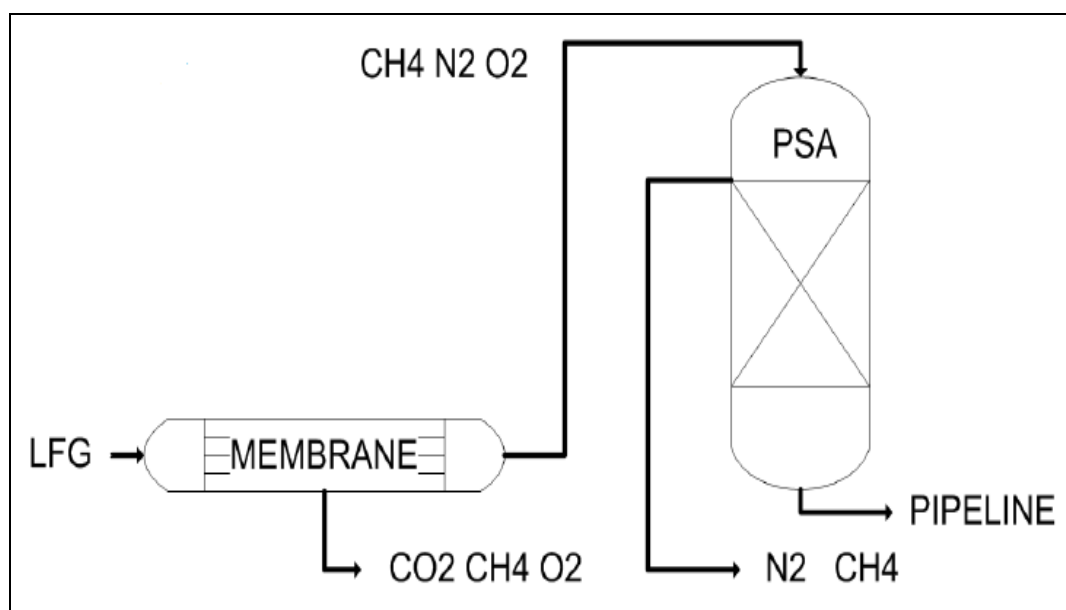 CH4 N2 O2
PSA
LFG
MEMBRANE
PIPELINE
CO2 CH4 O2
N2 CH4